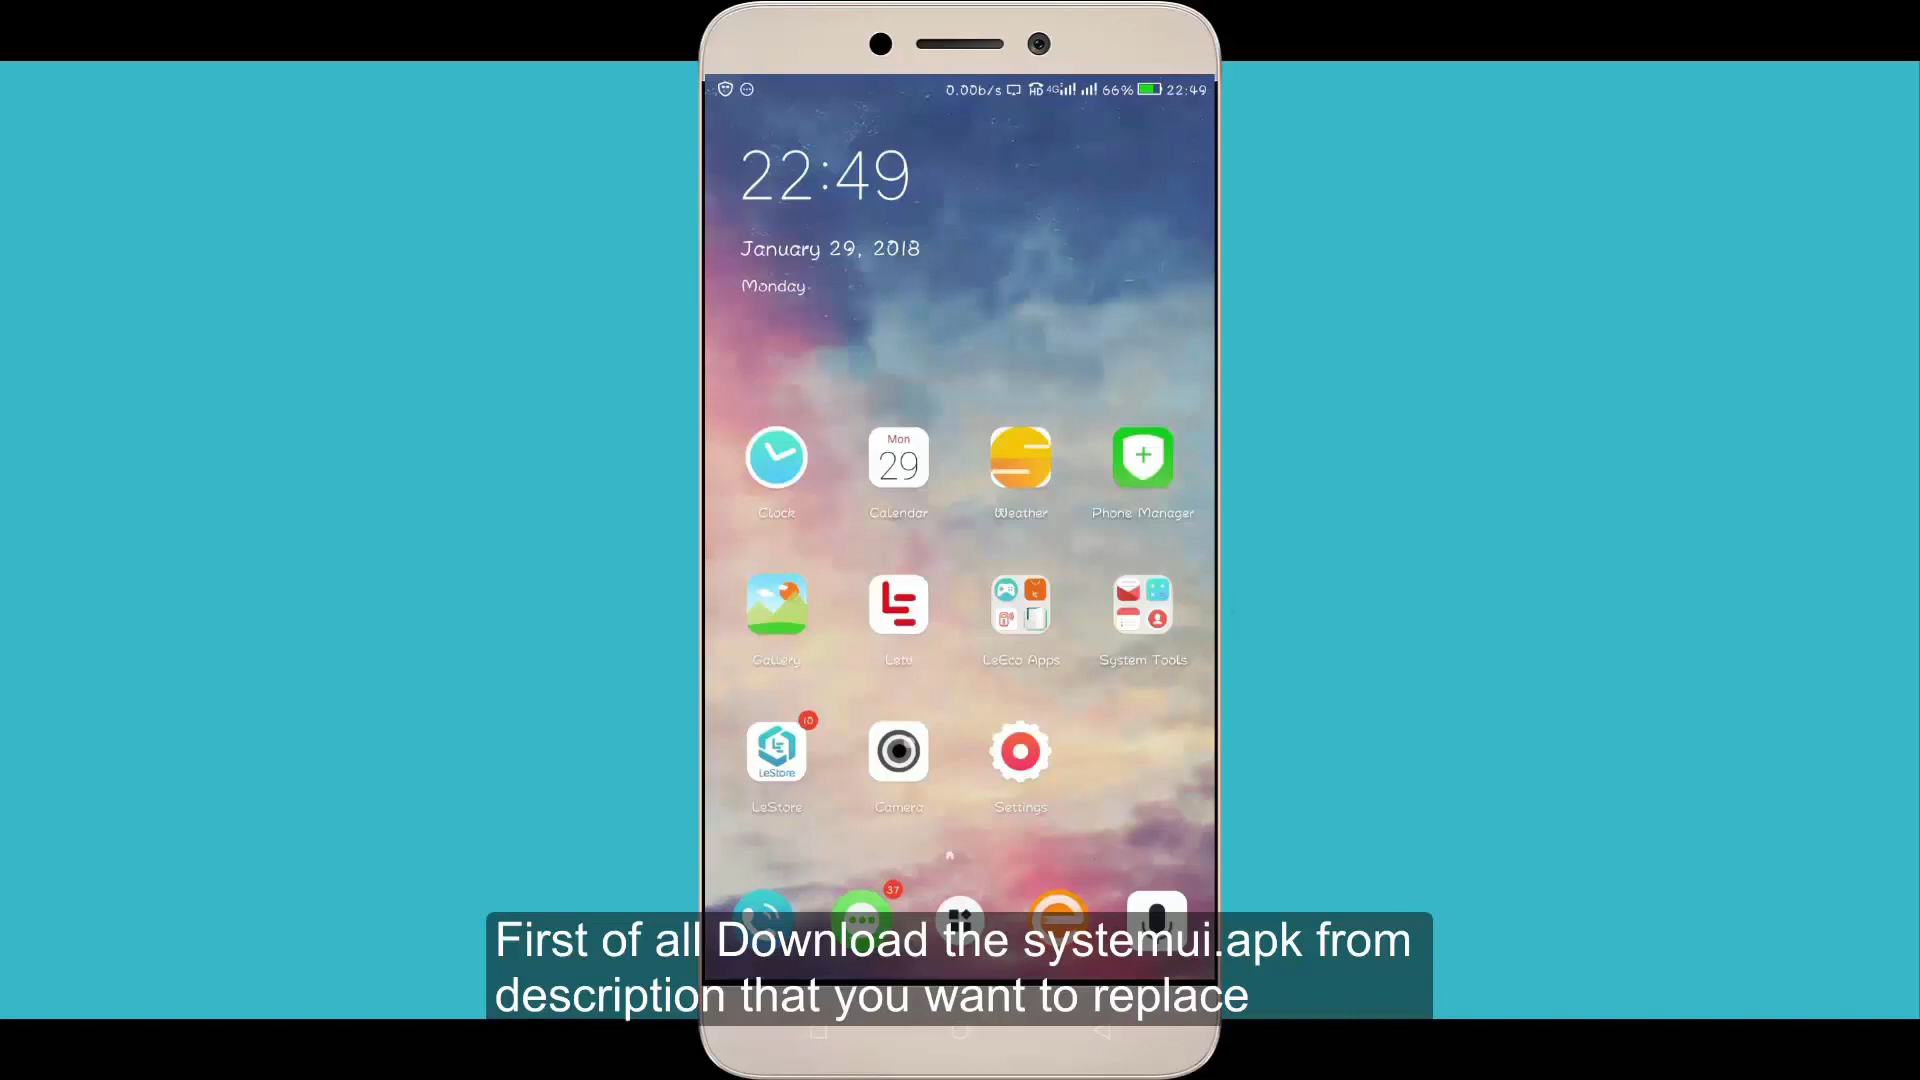 0.00b/s HD 4G 66% 22:49
22:49
January 29, 2018
Monday
Mon
29
Clock
Calendar
Weather
Phone Manager
Gallery
Letv
LeEco Apps
System Tools
10
LeStore
LeStore
Camera
Settings
37
First of all Download the systemui.apk from
description that you want to replace